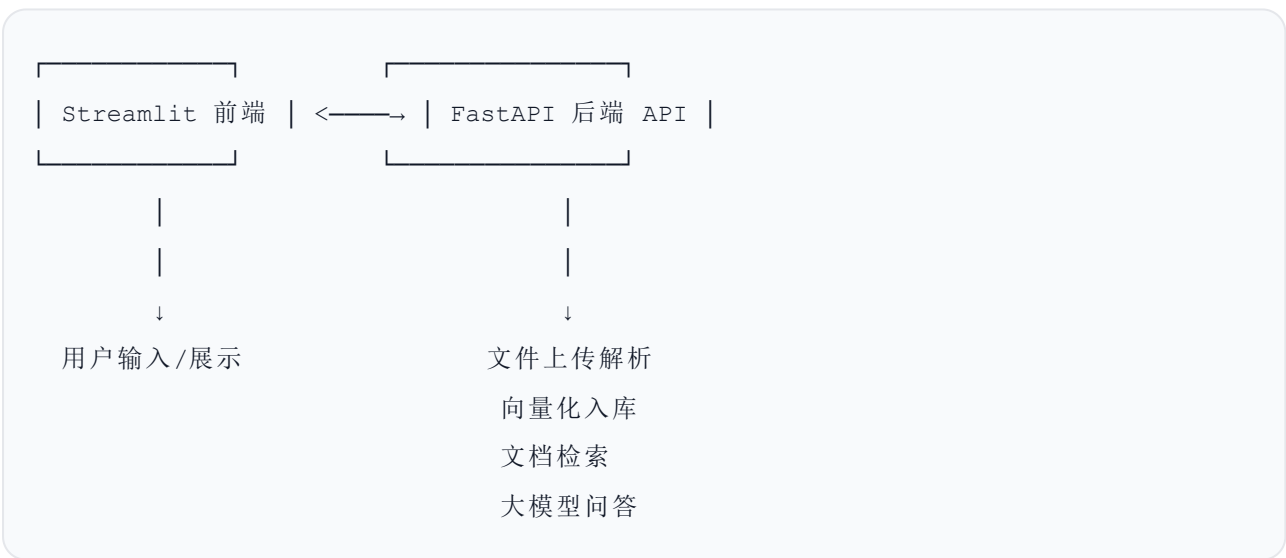 Streamlit 前端 <───→ FastAPI 后端 API
用户输入/展示 文件上传解析
向量化入库
文档检索
大模型问答